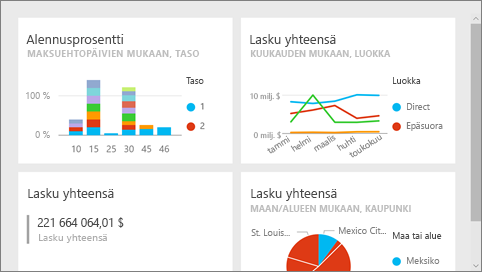 Alennusprosentti
MAKSUEHTOPÄIVIEN MUKAAN, TASO
Taso
100 %
1
2
0 %
10 15 25 30 45 46
Lasku yhteensä
KUUKAUDEN MUKAAN, LUOKKA
Luokka
10 milj. $
Direct
Epäsuora
0 milj. $
tammi helmi maalis huhti toukokuu
Lasku yhteensä
221 664 064,01 $
Lasku yhteensä
Lasku yhteensä
MAAN/ALUEEN MUKAAN, KAUPUNKI
St. Louis...
Mexico Cit...
Maa tai alue
Meksiko